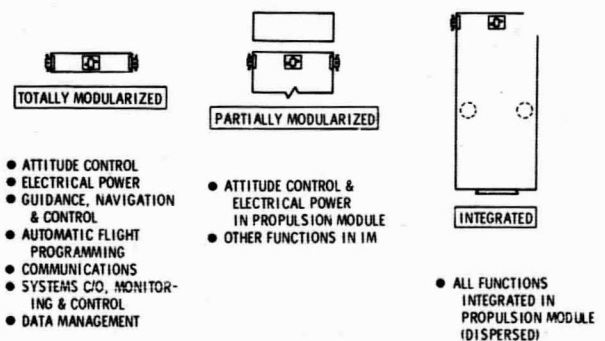 TOTALLY MODULARIZED
● ATTITUDE CONTROL
● ELECTRICAL POWER
● GUIDANCE, NAVIGATION
& CONTROL
● AUTOMATIC FLIGHT
PROGRAMMING
● COMMUNICATIONS
● SYSTEMS C/O, MONITOR-
ING & CONTROL
● DATA MANAGEMENT
PARTIALLY MODULARIZED
● ATTITUDE CONTROL &
ELECTRICAL POWER
IN PROPULSION MODULE
● OTHER FUNCTIONS IN IM
INTEGRATED
● ALL FUNCTIONS
INTEGRATED IN
PROPULSION MODULE
(DISPERSED)